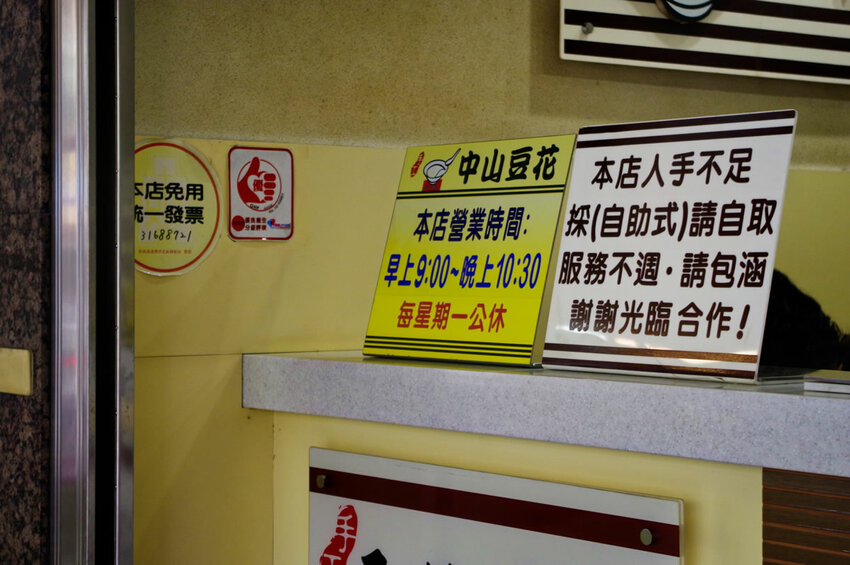 本店免用
統一發票
31688721
優
中山豆花
本店營業時間:
早上9:00~晚上10:30
每星期一公休
本店人手不足
採(自助式)請自取
服務不週·請包涵
謝謝光臨 合作!